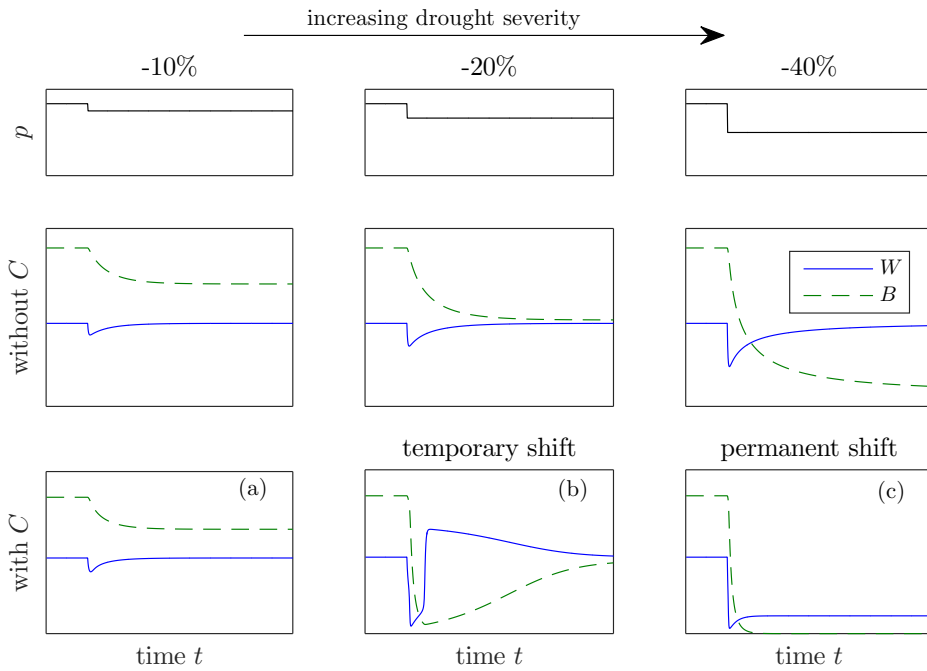 increasing drought severity
-10%
-20%
-40%
p
without C
W
B
temporary shift
permanent shift
with C
(a)
(b)
(c)
time t
time t
time t